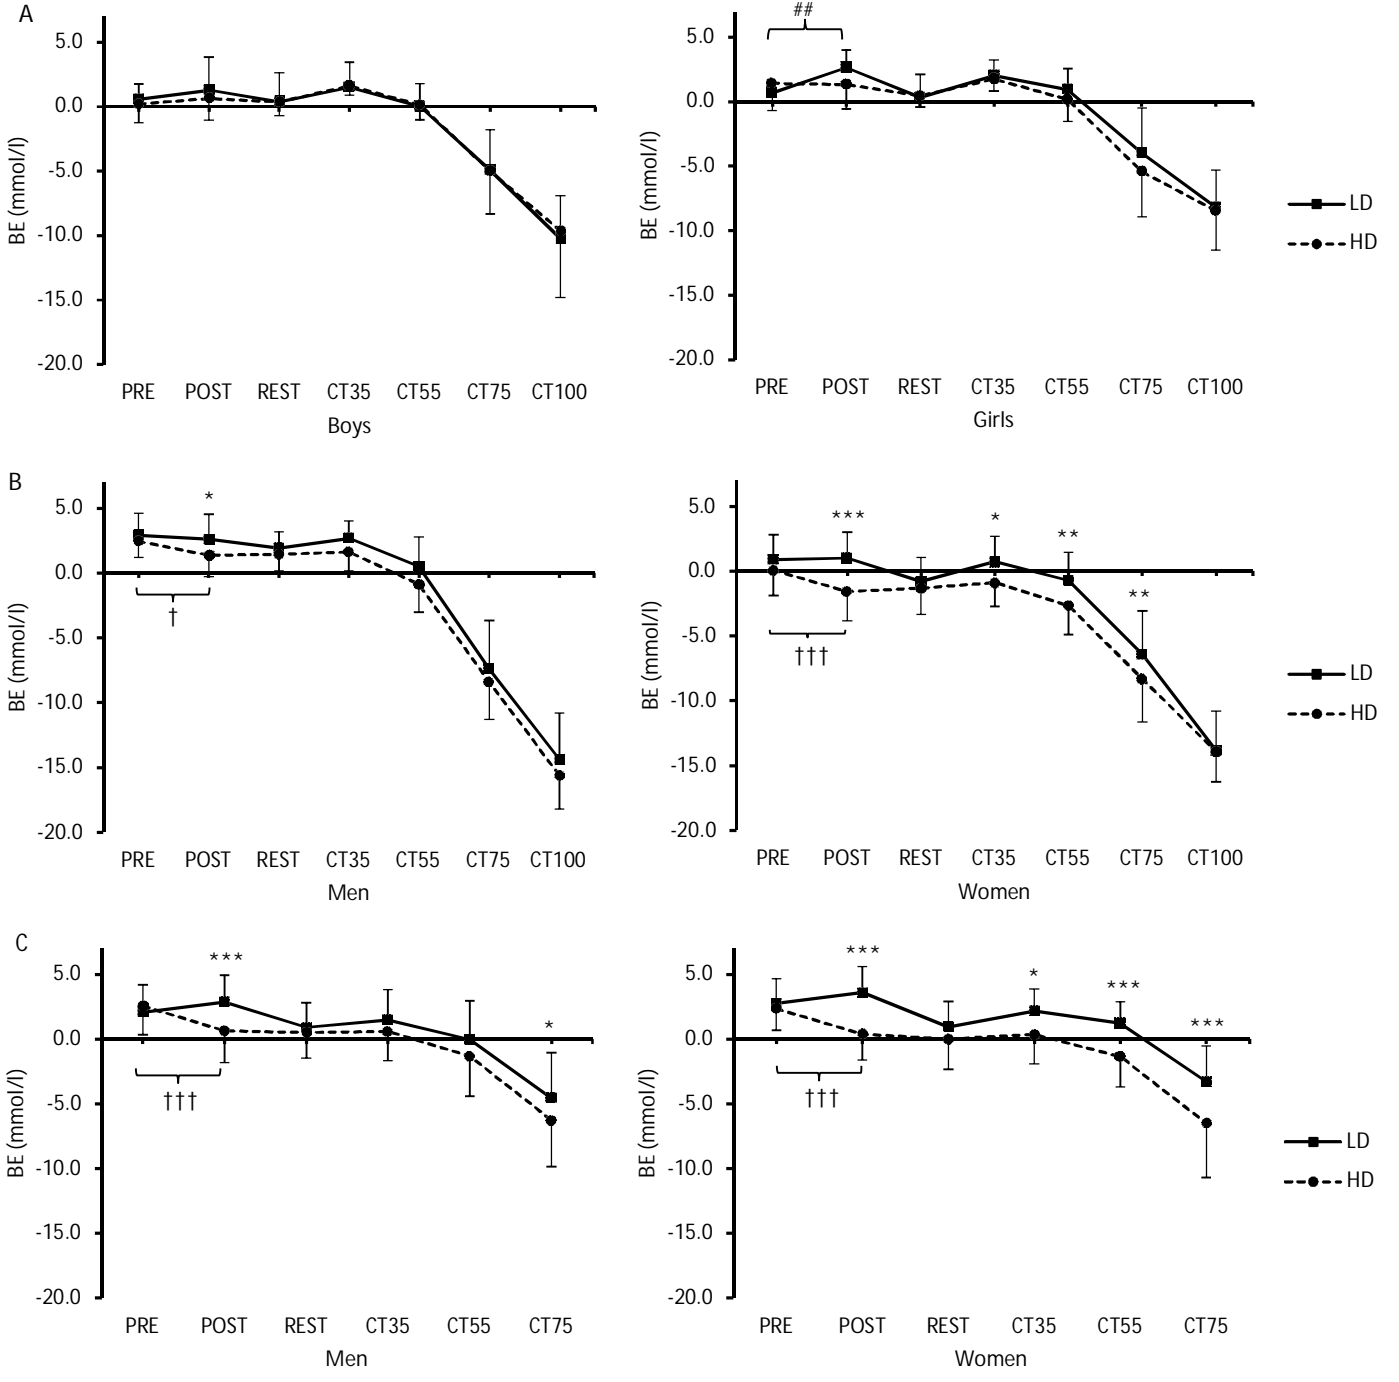 A
##
5.0
0.0
-5.0
-10.0
-15.0
-20.0
BE (mmol/l)
PRE POST REST CT35 CT55 CT75 CT100
Boys
5.0
0.0
-5.0
-10.0
-15.0
-20.0
BE (mmol/l)
PRE POST REST CT35 CT55 CT75 CT100
Girls
LD
HD
B
*
5.0
0.0
-5.0
-10.0
-15.0
-20.0
†
BE (mmol/l)
PRE POST REST CT35 CT55 CT75 CT100
Men
*** * ** **
5.0
0.0
-5.0
-10.0
-15.0
-20.0
†††
BE (mmol/l)
PRE POST REST CT35 CT55 CT75 CT100
Women
LD
HD
C
*** *
5.0
0.0
-5.0
-10.0
-15.0
-20.0
†††
BE (mmol/l)
PRE POST REST CT35 CT55 CT75
Men
*** * *** ***
5.0
0.0
-5.0
-10.0
-15.0
-20.0
†††
BE (mmol/l)
PRE POST REST CT35 CT55 CT75
Women
LD
HD